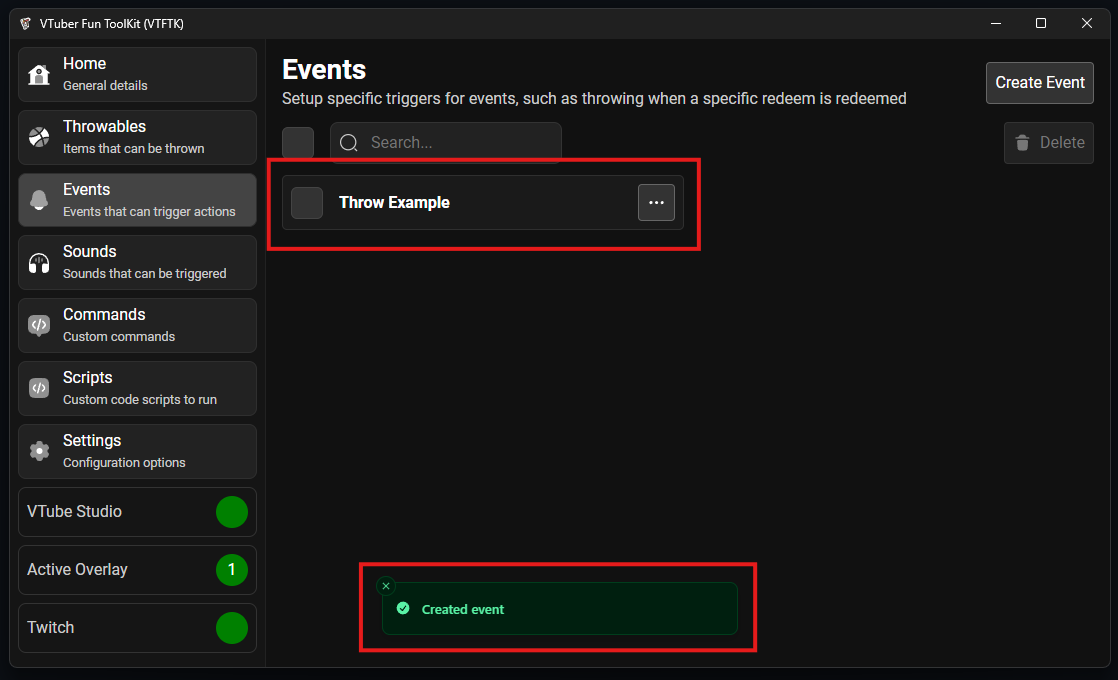 VTuber Fun ToolKit (VTFTK)
Home
General details
Throwables
Items that can be thrown
Events
Events that can trigger actions
Sounds
Sounds that can be triggered
Commands
Custom commands
Scripts
Custom code scripts to run
Settings
Configuration options
VTube Studio
Active Overlay 1
Twitch
Events
Setup specific triggers for events, such as throwing when a specific redeem is redeemed
Create Event
Search...
Delete
Throw Example
Created event